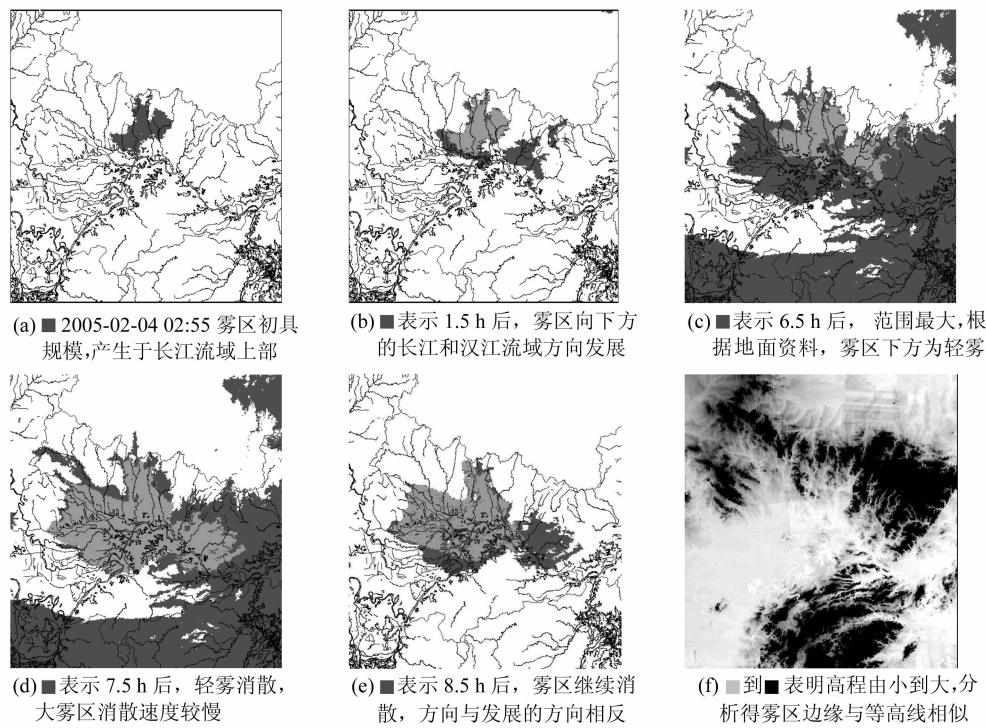 (a) ■ 2005-02-04 02:55 雾区初具
规模,产生于长江流域上部
(b) ■表示 1.5 h 后，雾区向下方
的长江和汉江流域方向发展
(c) ■表示 6.5 h 后， 范围最大,根
据地面资料，雾区下方为轻雾
(d) ■表示 7.5 h 后，轻雾消散，
大雾区消散速度较慢
(e) ■表示 8.5 h 后，雾区继续消
散，方向与发展的方向相反
(f) ■到■ 表明高程由小到大,分
析得雾区边缘与等高线相似